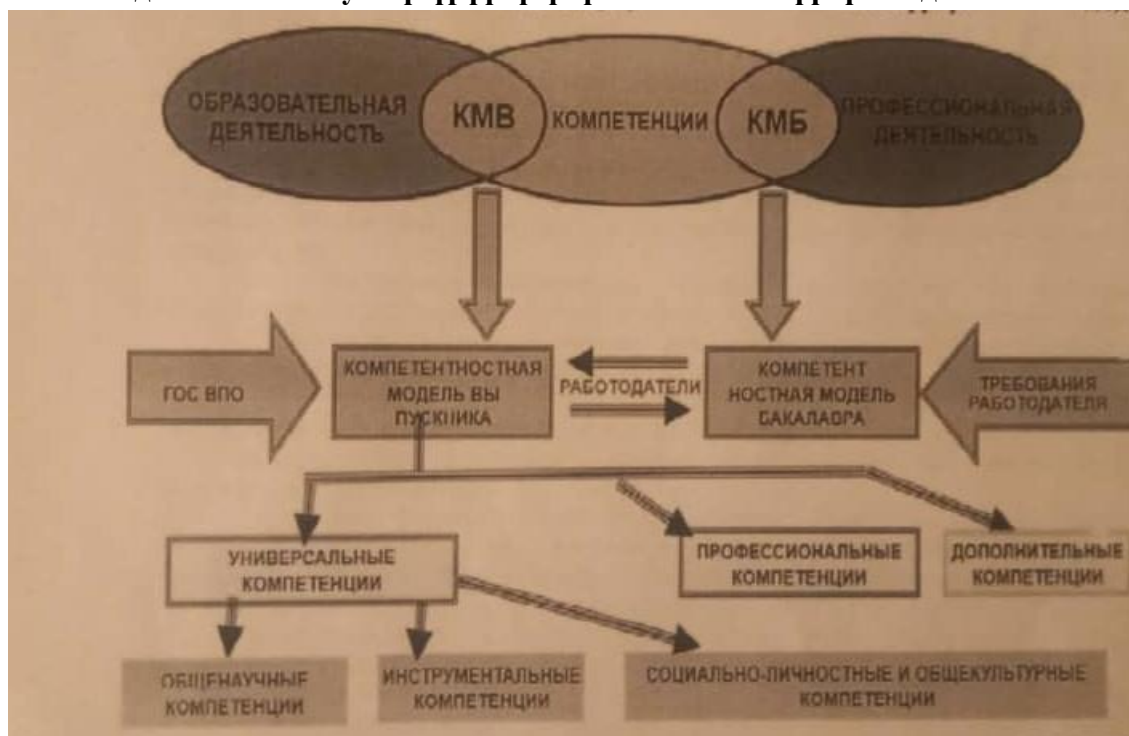 ОБРАЗОВАТЕЛЬНАЯ
ДЕЯТЕЛЬНОСТЬ
КМВ
КОМПЕТЕНЦИИ
КМБ
ПРОФЕССИОНАЛЬНАЯ
ДЕЯТЕЛЬНОСТЬ
ГОС ВПО
КОМПЕТЕНТНОСТНАЯ
МОДЕЛЬ ВЫ
ПУСКНИКА
РАБОТОДАТЕЛИ
КОМПЕТЕНТ
НОСТНАЯ МОДЕЛЬ
БАКАЛАВРА
ТРЕБОВАНИЯ
РАБОТОДАТЕЛЯ
УНИВЕРСАЛЬНЫЕ
КОМПЕТЕНЦИИ
ПРОФЕССИОНАЛЬНЫЕ
КОМПЕТЕНЦИИ
ДОПОЛНИТЕЛЬНЫЕ
КОМПЕТЕНЦИИ
ОБЩЕНАУЧНЫЕ
КОМПЕТЕНЦИИ
ИНСТРУМЕНТАЛЬНЫЕ
КОМПЕТЕНЦИИ
СОЦИАЛЬНО-ЛИЧНОСТНЫЕ И ОБЩЕКУЛЬТУРНЫЕ
КОМПЕТЕНЦИИ